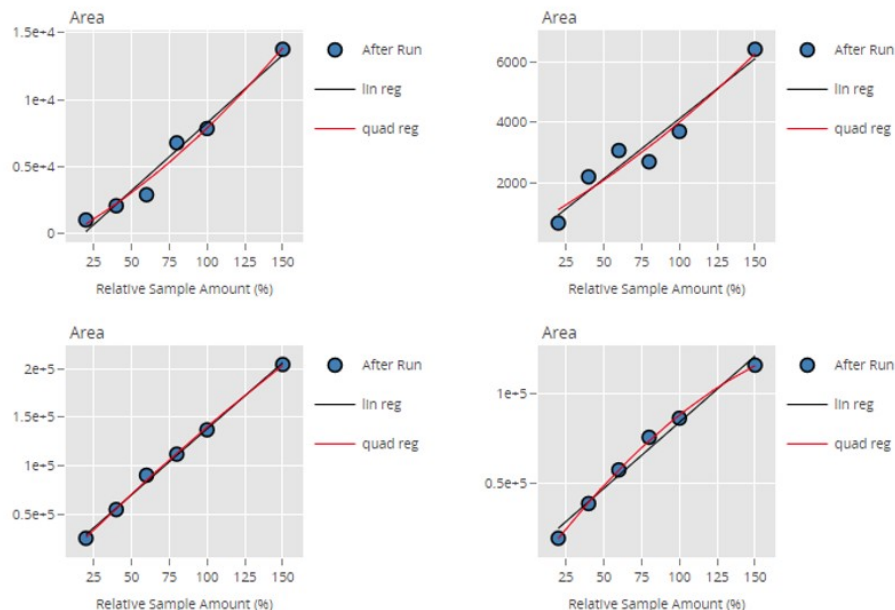 Area
1.5e+4
1e+4
0.5e+4
0
25 50 75 100 125 150
Relative Sample Amount (%)
After Run
lin reg
quad reg
Area
6000
4000
2000
25 50 75 100 125 150
Relative Sample Amount (%)
After Run
lin reg
quad reg
Area
2e+5
1.5e+5
1e+5
0.5e+5
25 50 75 100 125 150
Relative Sample Amount (%)
After Run
lin reg
quad reg
Area
1e+5
0.5e+5
25 50 75 100 125 150
Relative Sample Amount (%)
After Run
lin reg
quad reg